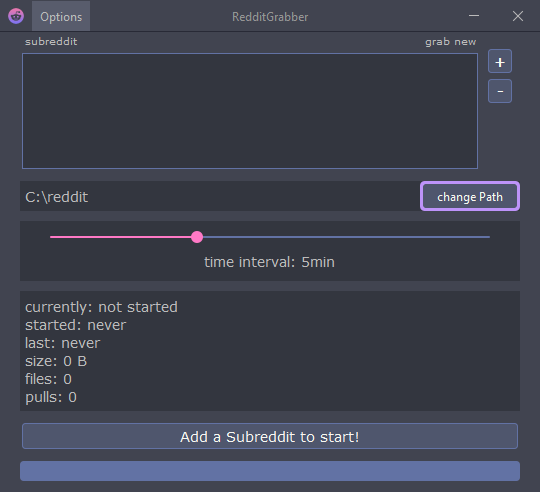 Options RedditGrabber
subreddit grab new
+
-
C:\reddit change Path
time interval: 5min
currently: not started
started: never
last: never
size: 0 B
files: 0
pulls: 0
Add a Subreddit to start!